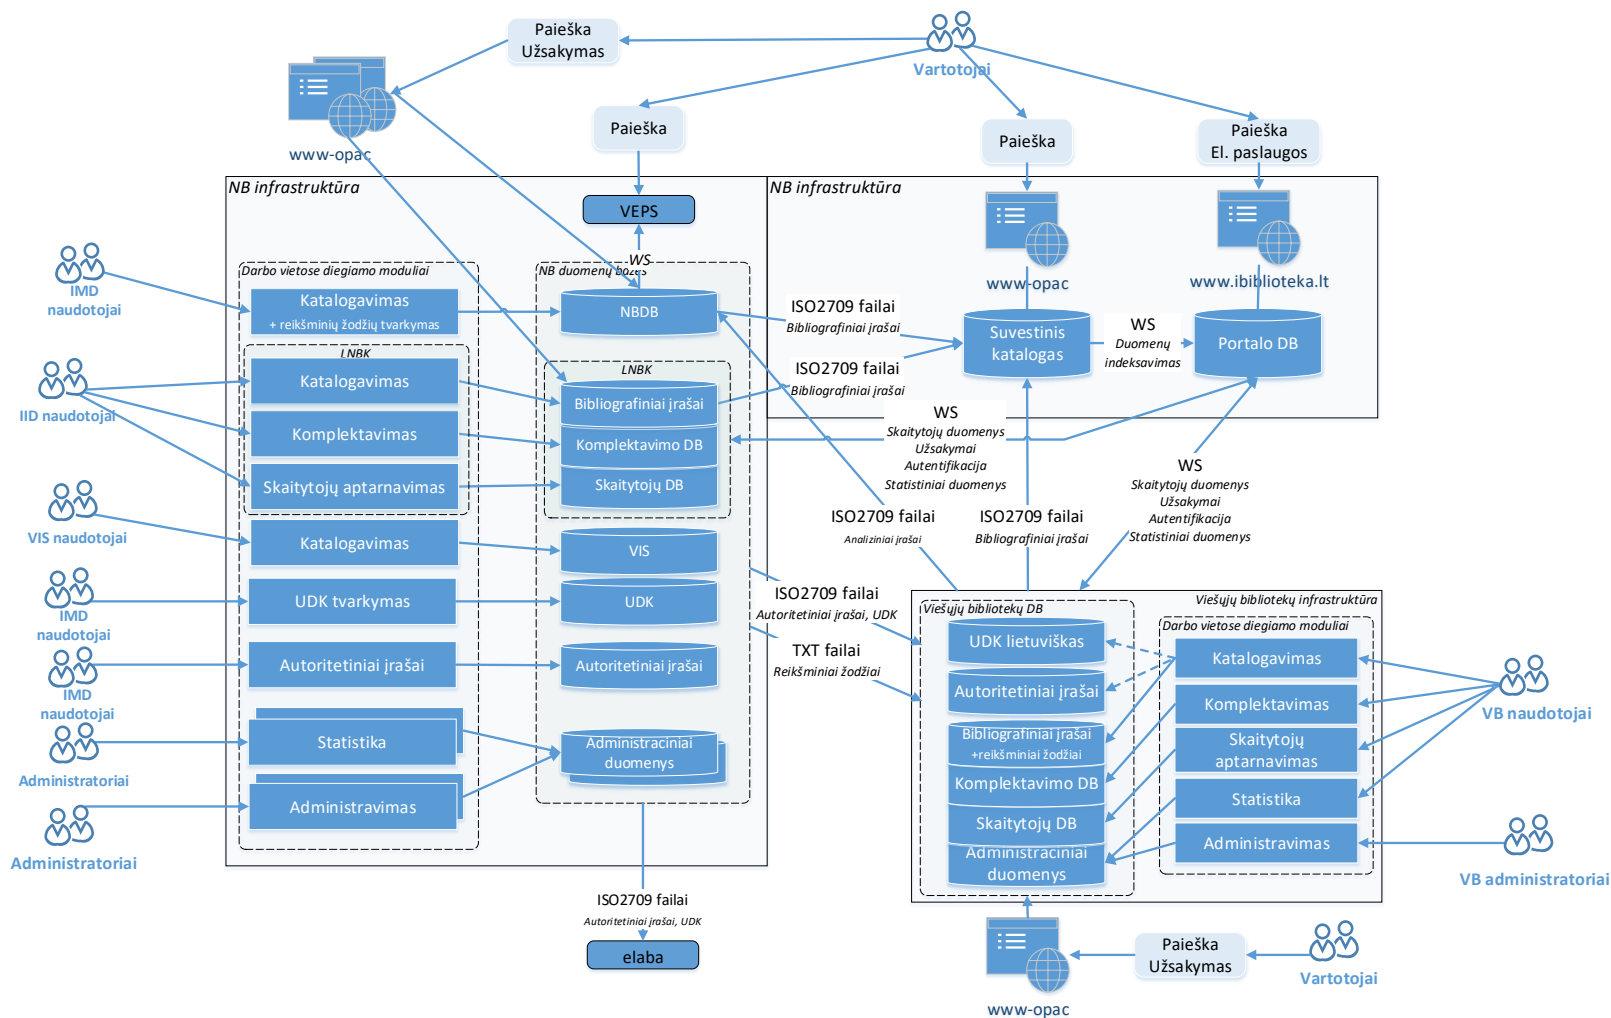 Paieška
Užsakymas
Vartotojai
www-opac
Paieška
Paieška
Paieška
El. paslaugos
NB infrastruktūra
NB infrastruktūra
VEPS
WS
www-opac
www.ibiblioteka.lt
IMD
naudotojai
Darbo vietose diegiamo moduliai
Katalogavimas
+ reikšminių žodžių tvarkymas
NB duomenų bazės
NBDB
ISO2709 failai
Bibliografiniai įrašai
Suvestinis
katalogas
WS
Duomenų
indeksavimas
Portalo DB
IID naudotojai
LNBK
Katalogavimas
Komplektavimas
Skaitytojų aptarnavimas
LNBK
Bibliografiniai įrašai
Komplektavimo DB
Skaitytojų DB
ISO2709 failai
Bibliografiniai įrašai
WS
Skaitytojų duomenys
Užsakymai
Autentifikacija
Statistiniai duomenys
WS
Skaitytojų duomenys
Užsakymai
Autentifikacija
Statistiniai duomenys
ISO2709 failai
Analiziniai įrašai
ISO2709 failai
Bibliografiniai įrašai
VIS naudotojai
Katalogavimas
VIS
IMD
naudotojai
UDK tvarkymas
UDK
ISO2709 failai
Autoritetiniai įrašai, UDK
IMD
naudotojai
Autoritetiniai įrašai
Autoritetiniai įrašai
TXT failai
Reikšminiai žodžiai
Administratoriai
Statistika
Administraciniai
duomenys
Administratoriai
Administravimas
ISO2709 failai
Autoritetiniai įrašai, UDK
elaba
Viešųjų bibliotekų infrastruktūra
Viešųjų bibliotekų DB
UDK lietuviškas
Autoritetiniai įrašai
Bibliografiniai įrašai
+reikšminiai žodžiai
Komplektavimo DB
Skaitytojų DB
Administraciniai
duomenys
Darbo vietose diegiamo moduliai
Katalogavimas
Komplektavimas
Skaitytojų
aptarnavimas
Statistika
Administravimas
VB naudotojai
VB administratoriai
www-opac
Paieška
Užsakymas
Vartotojai